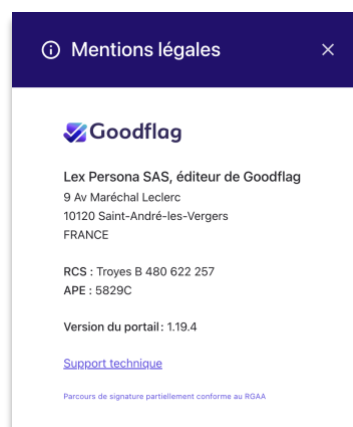 Mentions légales
Goodflag
Lex Persona SAS, éditeur de Goodflag
9 Av Maréchal Leclerc
10120 Saint-André-les-Vergers
FRANCE
RCS : Troyes B 480 622 257
APE : 5829C
Version du portail : 1.19.4
Support technique
Parcours de signature partiellement conforme au RGAA